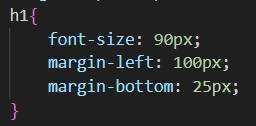 h1{
font-size: 90px;
margin-left: 100px;
margin-bottom: 25px;
}